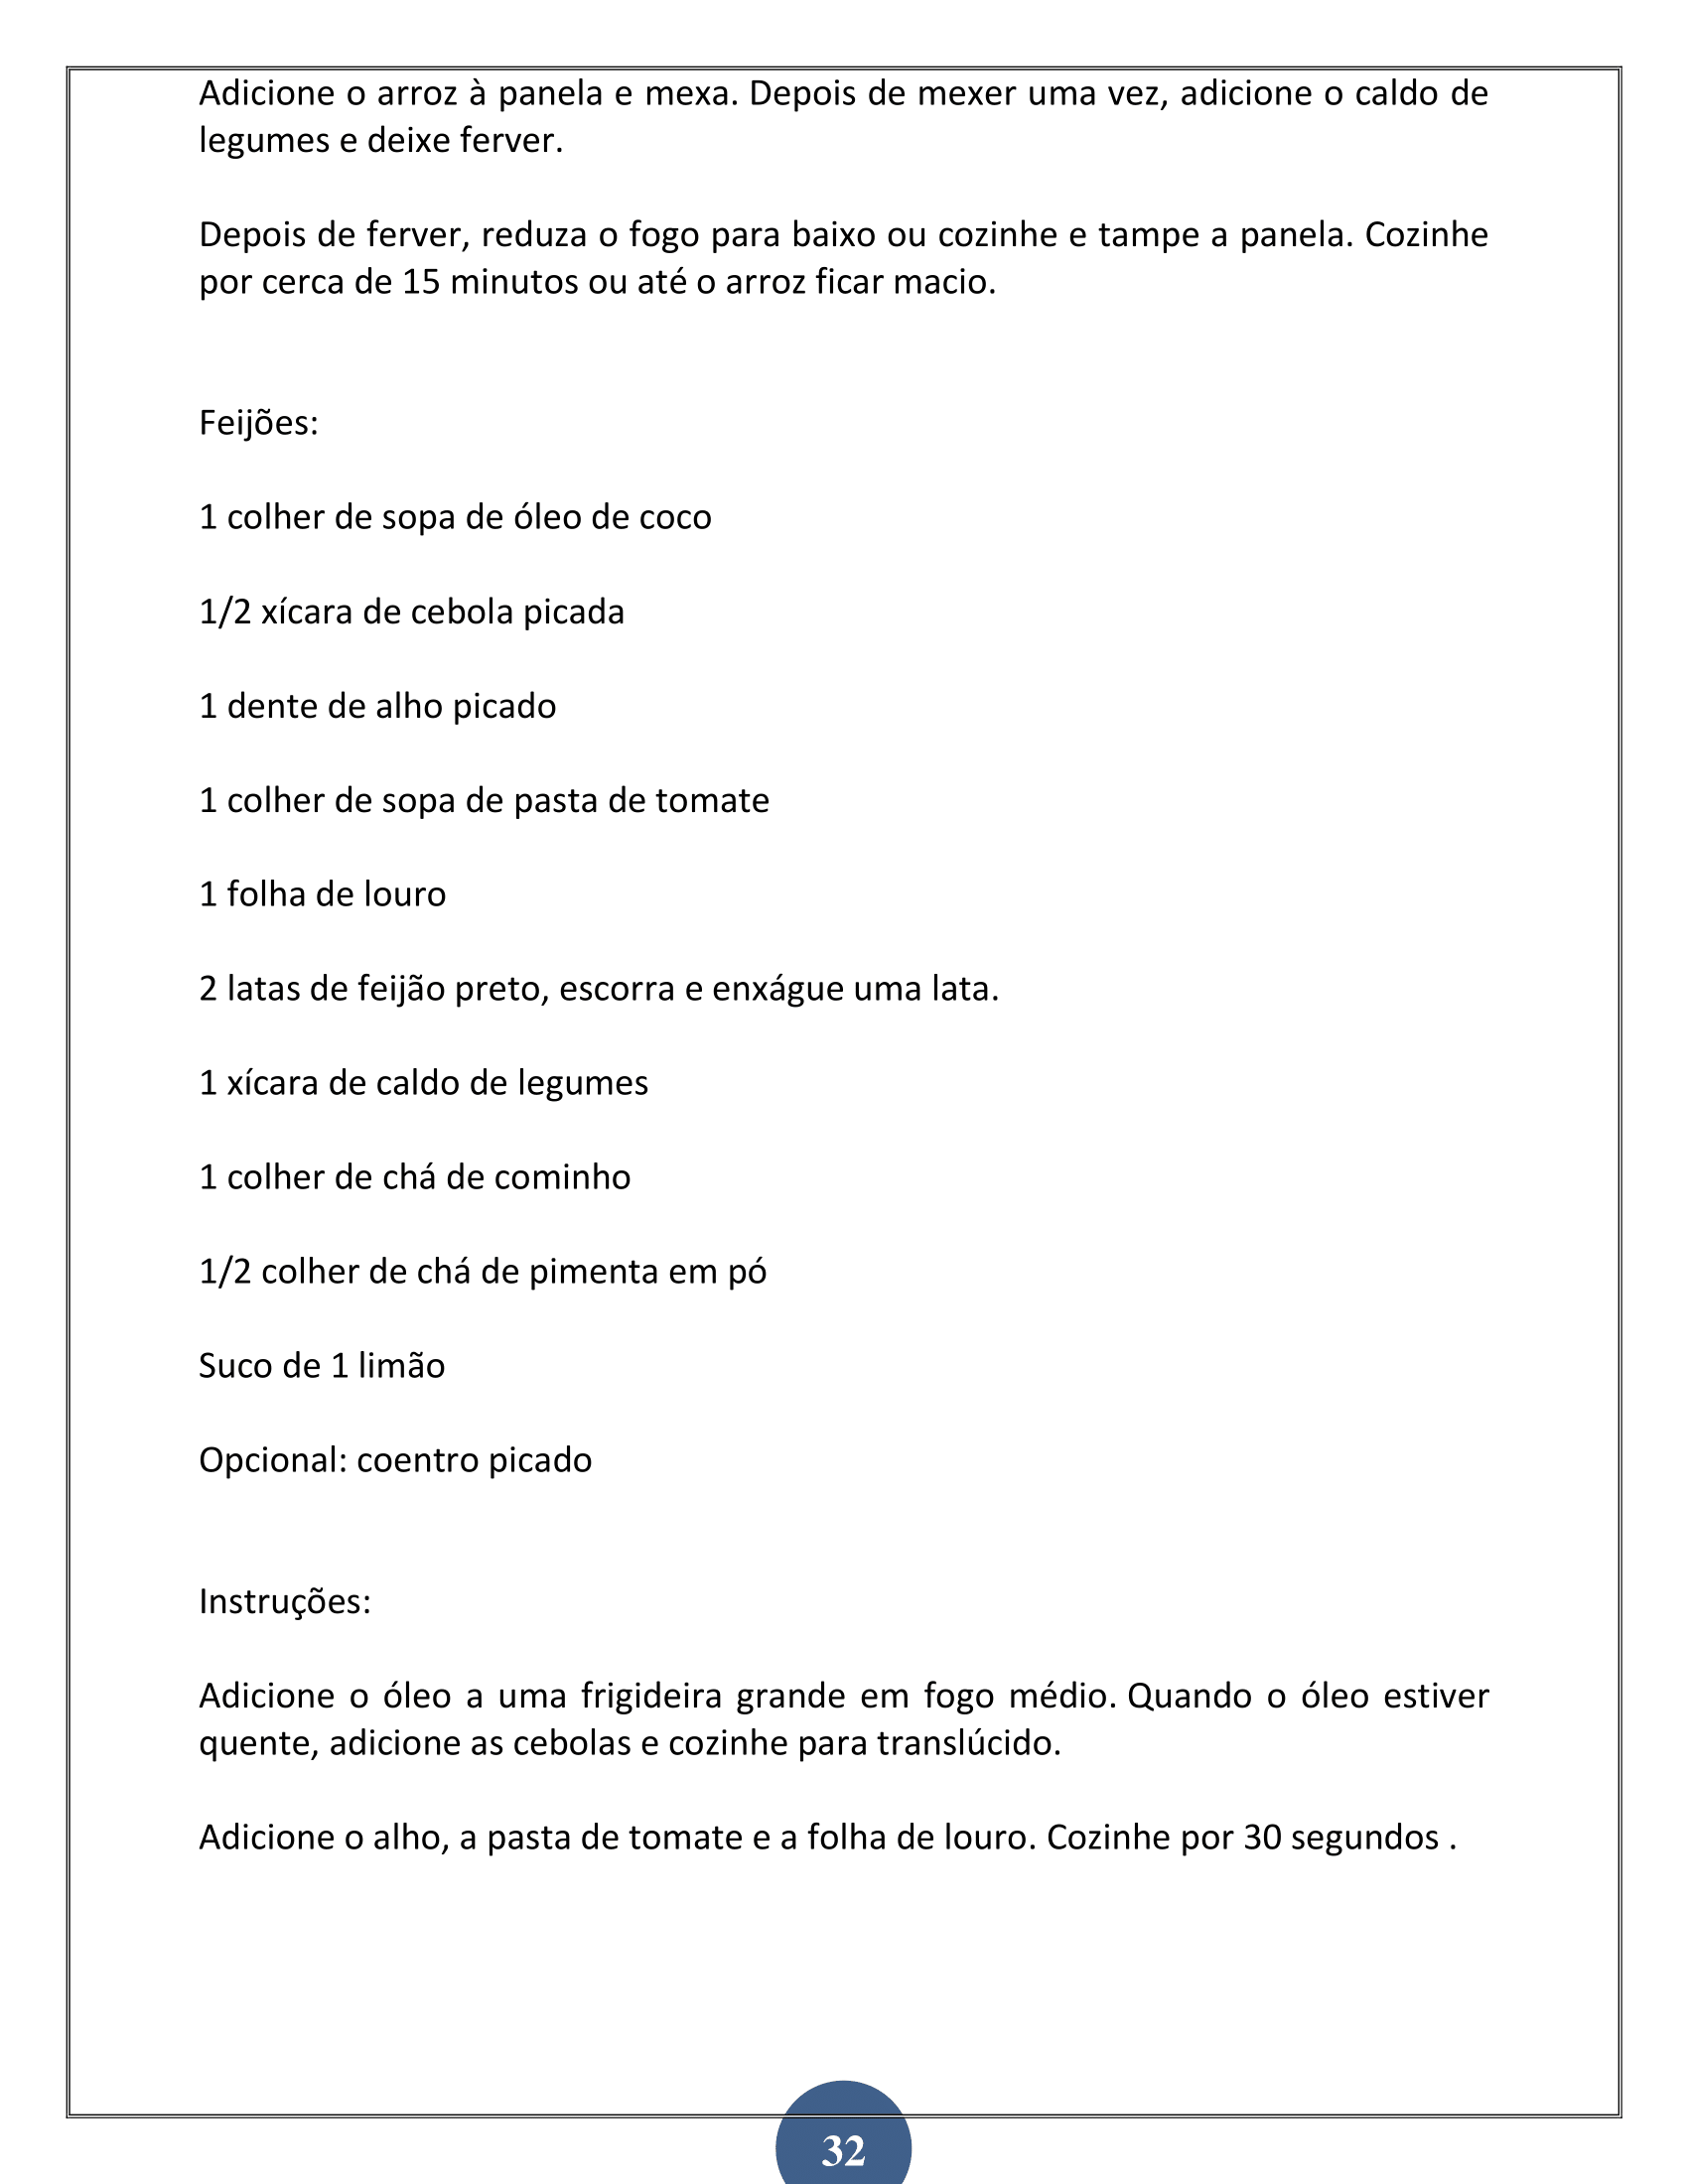 Adicione o arroz à panela e mexa. Depois de mexer uma vez, adicione o caldo de
legumes e deixe ferver.
Depois de ferver, reduza o fogo para baixo ou cozinhe e tampe a panela. Cozinhe
por cerca de 15 minutos ou até o arroz ficar macio.
Feijões:
1 colher de sopa de óleo de coco
1/2 xícara de cebola picada
1 dente de alho picado
1 colher de sopa de pasta de tomate
1 folha de louro
2 latas de feijão preto, escorra e enxágue uma lata.
1 xícara de caldo de legumes
1 colher de chá de cominho
1/2 colher de chá de pimenta em pó
Suco de 1 limão
Opcional: coentro picado
Instruções:
Adicione o óleo a uma frigideira grande em fogo médio. Quando o óleo estiver
quente, adicione as cebolas e cozinhe para translúcido.
Adicione o alho, a pasta de tomate e a folha de louro. Cozinhe por 30 segundos .
32